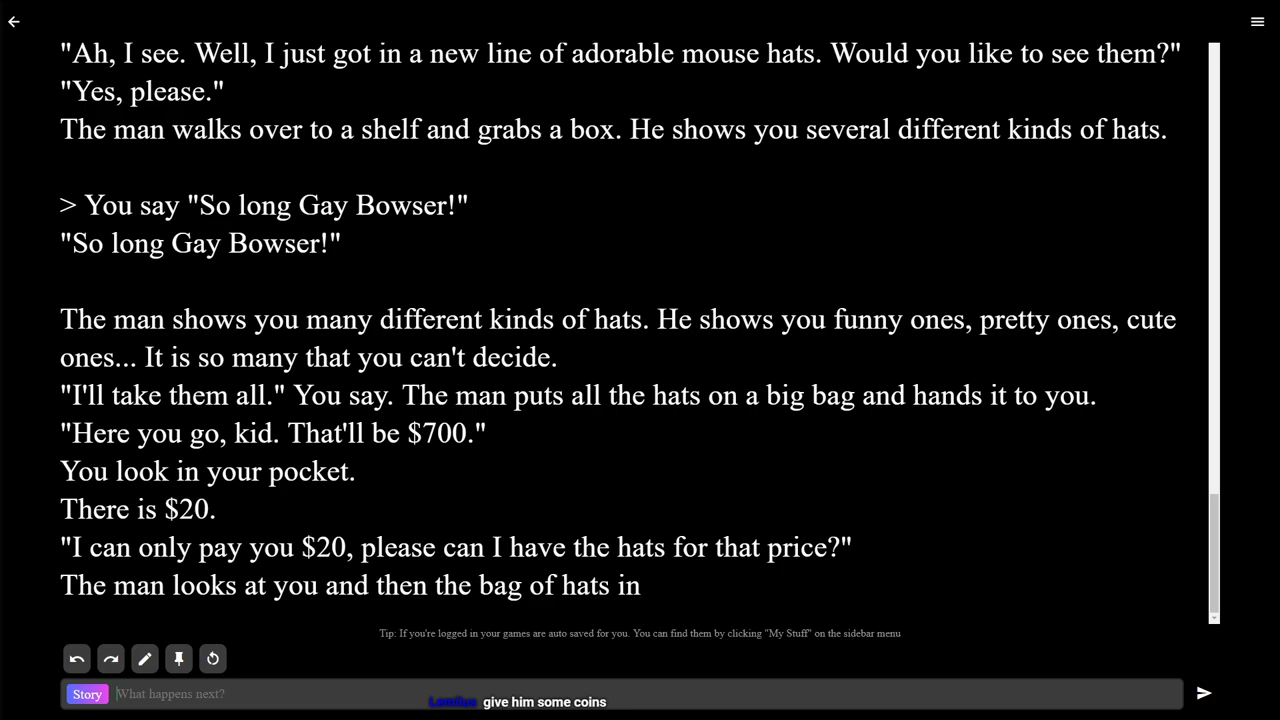 "Ah, I see. Well, I just got in a new line of adorable mouse hats. Would you like to see them?"
"Yes, please."
The man walks over to a shelf and grabs a box. He shows you several different kinds of hats.
> You say "So long Gay Bowser!"
"So long Gay Bowser!"
The man shows you many different kinds of hats. He shows you funny ones, pretty ones, cute
ones... It is so many that you can't decide.
"I'll take them all." You say. The man puts all the hats on a big bag and hands it to you.
"Here you go, kid. That'll be $700."
You look in your pocket.
There is $20.
"I can only pay you $20, please can I have the hats for that price?"
The man looks at you and then the bag of hats in
Tip: If you're logged in your games are auto saved for you. You can find them by clicking "My Stuff" on the sidebar menu
Story What happens next?
give him some coins